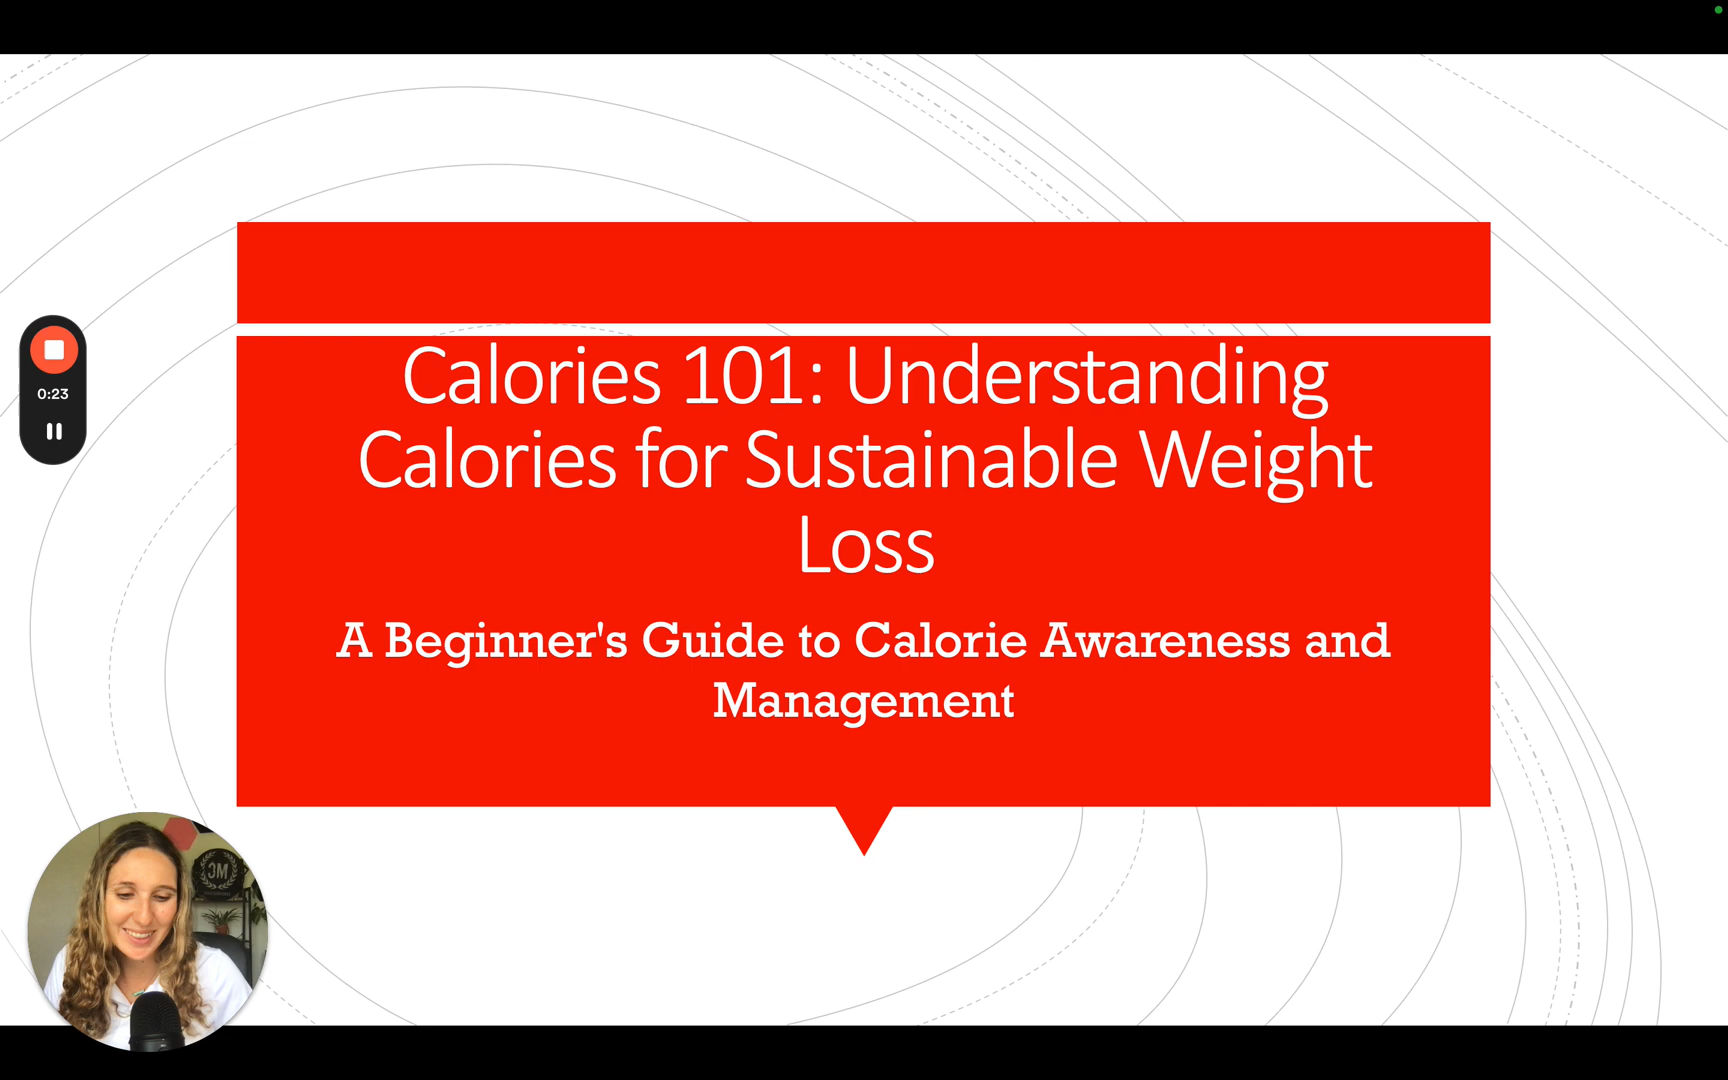 Calories 101: Understanding
Calories for Sustainable Weight
Loss
A Beginner's Guide to Calorie Awareness and
Management
0:23